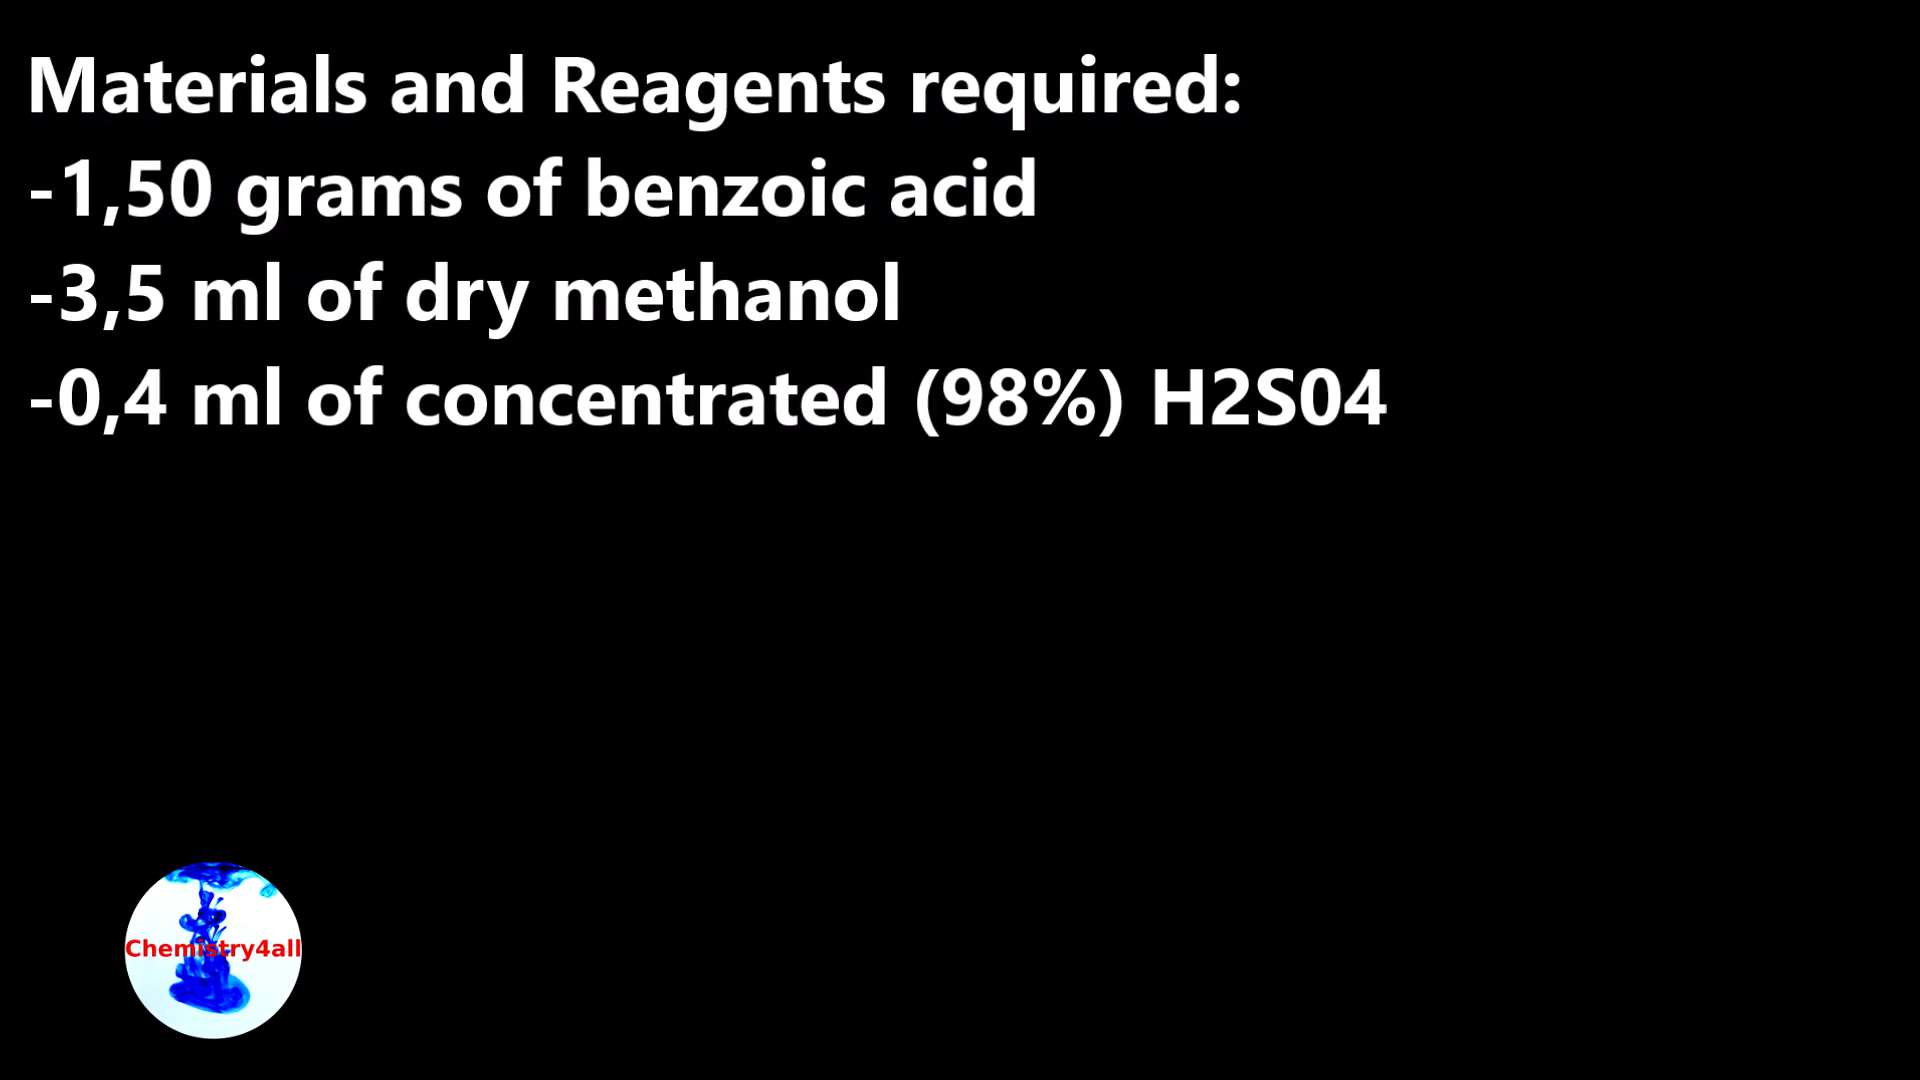 Materials and Reagents required:
-1,50 grams of benzoic acid
-3,5 ml of dry methanol
-0,4 ml of concentrated (98%) H2S04
Chemistry4all